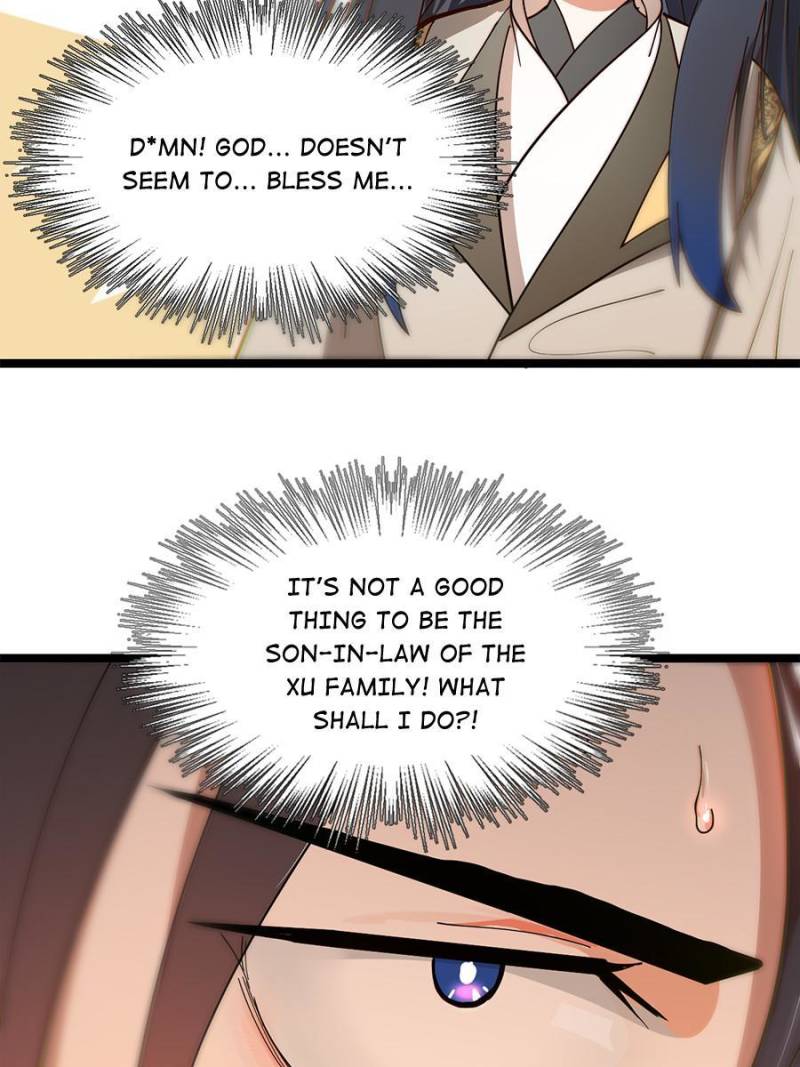 D*MN! GOD... DOESN'T
SEEM TO... BLESS ME...
IT'S NOT A GOOD
THING TO BE THE
SON-IN-LAW OF THE
XU FAMILY! WHAT
SHALL I DO?!